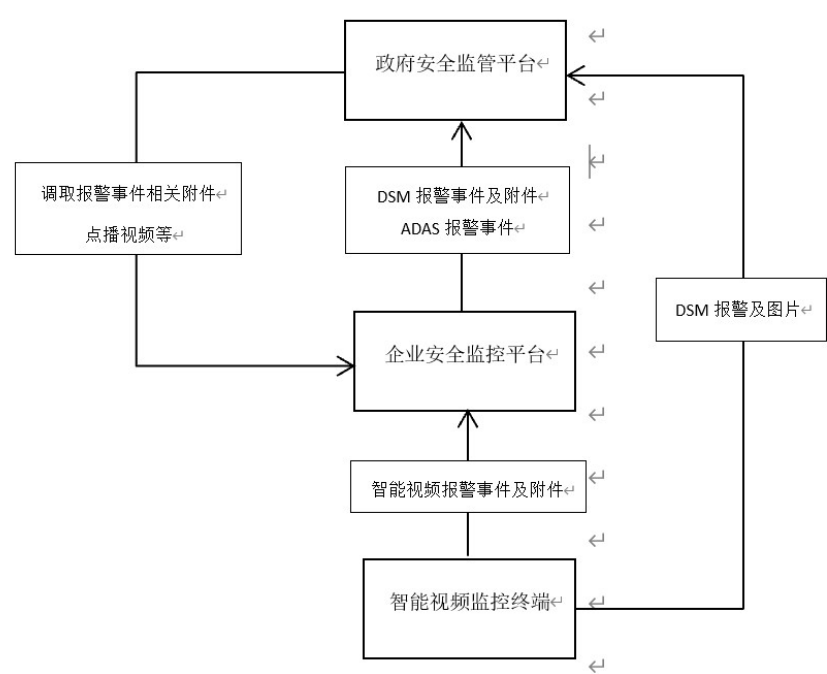 政府安全监管平台
调取报警事件相关附件
点播视频等
DSM 报警事件及附件
ADAS 报警事件
DSM 报警及图片
企业安全监控平台
智能视频报警事件及附件
智能视频监控终端